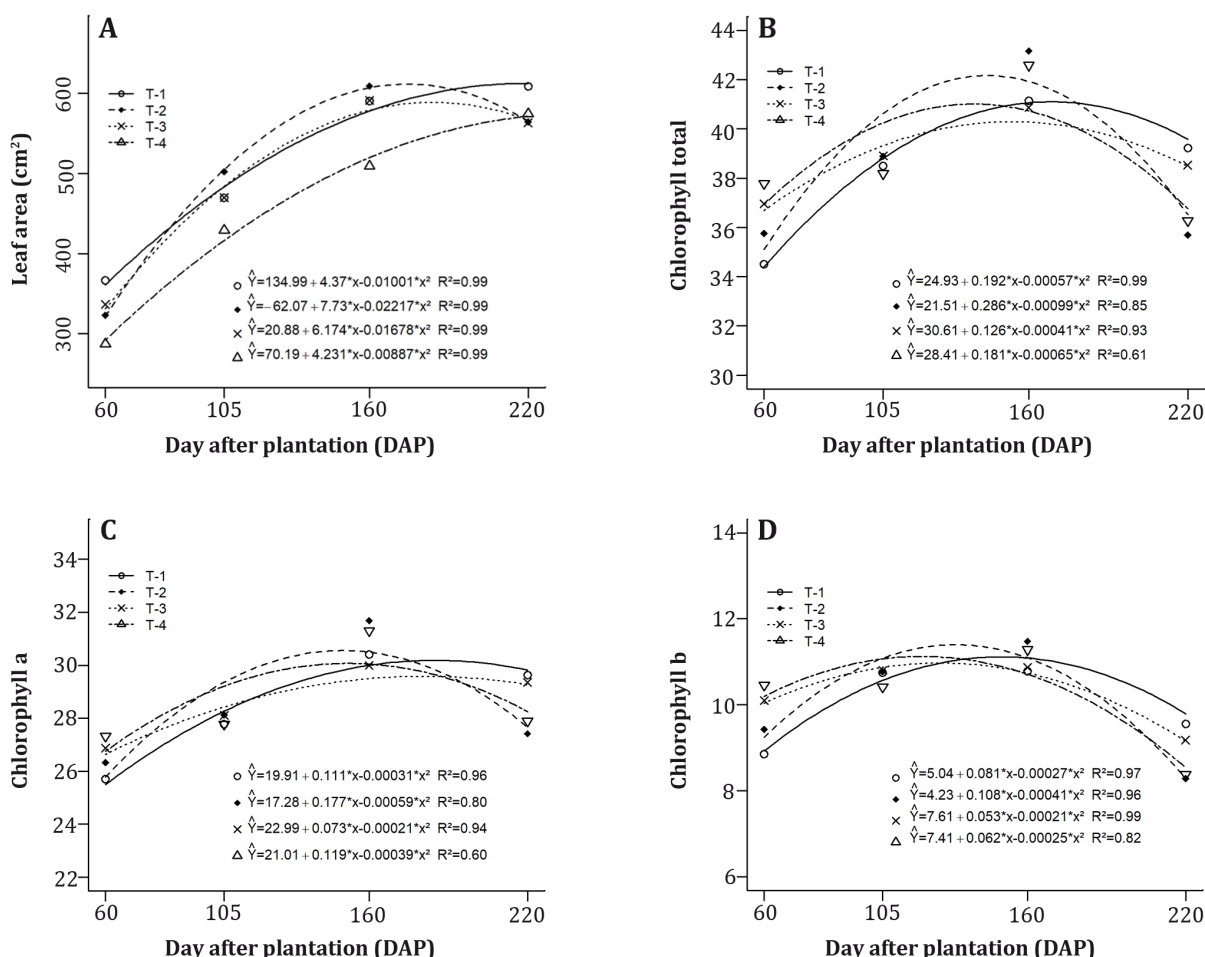 A
T-1
T-2
T-3
T-4
Leaf area (cm²)
600
500
400
300
Ŷ=134.99+4.37*x-0.01001*x² R²=0.99
Ŷ=−62.07+7.73*x-0.02217*x² R²=0.99
Ŷ=20.88+6.174*x-0.01678*x² R²=0.99
Ŷ=70.19+4.231*x-0.00887*x² R²=0.99
60 105 160 220
Day after plantation (DAP)
B
T-1
T-2
T-3
T-4
Chlorophyll total
44
42
40
38
36
34
32
30
Ŷ=24.93+0.192*x-0.00057*x² R²=0.99
Ŷ=21.51+0.286*x-0.00099*x² R²=0.85
Ŷ=30.61+0.126*x-0.00041*x² R²=0.93
Ŷ=28.41+0.181*x-0.00065*x² R²=0.61
60 105 160 220
Day after plantation (DAP)
C
T-1
T-2
T-3
T-4
Chlorophyll a
34
32
30
28
26
24
22
Ŷ=19.91+0.111*x-0.00031*x² R²=0.96
Ŷ=17.28+0.177*x-0.00059*x² R²=0.80
Ŷ=22.99+0.073*x-0.00021*x² R²=0.94
Ŷ=21.01+0.119*x-0.00039*x² R²=0.60
60 105 160 220
Day after plantation (DAP)
D
T-1
T-2
T-3
T-4
Chlorophyll b
14
12
10
8
6
Ŷ=5.04+0.081*x-0.00027*x² R²=0.97
Ŷ=4.23+0.108*x-0.00041*x² R²=0.96
Ŷ=7.61+0.053*x-0.00021*x² R²=0.99
Ŷ=7.41+0.062*x-0.00025*x² R²=0.82
60 105 160 220
Day after plantation (DAP)